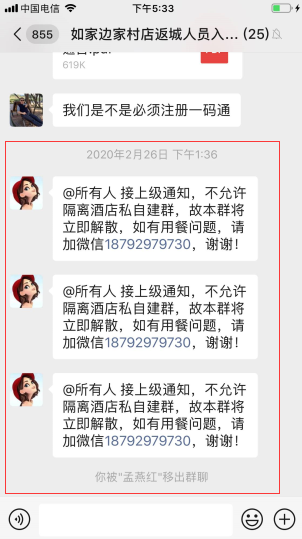 中国电信
下午5:33
855
如家边家村店返城人员入... (25)
619K
我们是不是必须注册一码通
2020年2月26日 下午1:36
@所有人 接上级通知，不允许
隔离酒店私自建群，故本群将
立即解散，如有用餐问题，请
加微信18792979730，谢谢！
@所有人 接上级通知，不允许
隔离酒店私自建群，故本群将
立即解散，如有用餐问题，请
加微信18792979730，谢谢！
@所有人 接上级通知，不允许
隔离酒店私自建群，故本群将
立即解散，如有用餐问题，请
加微信18792979730，谢谢！
你被"孟燕红"移出群聊